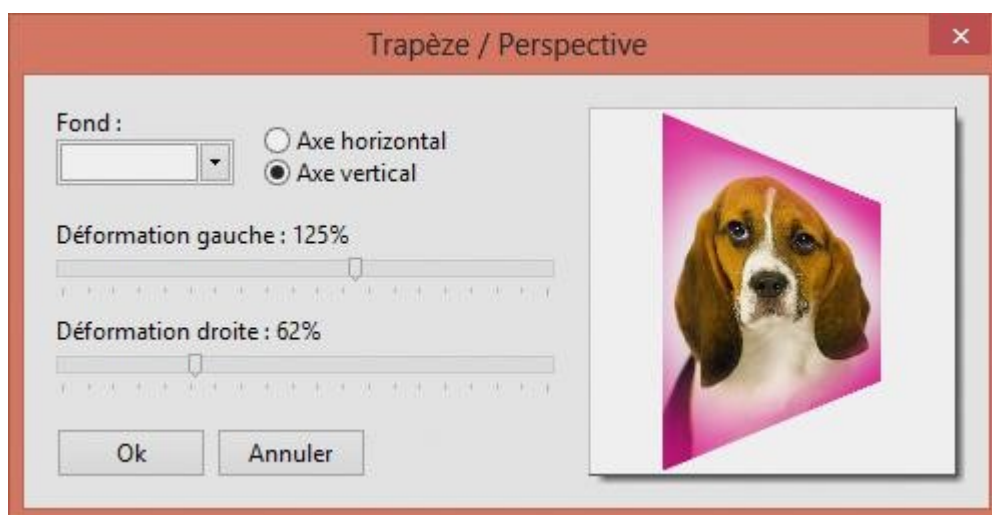 Trapèze / Perspective
Fond :
Axe horizontal
Axe vertical
Déformation gauche : 125%
Déformation droite : 62%
Ok
Annuler